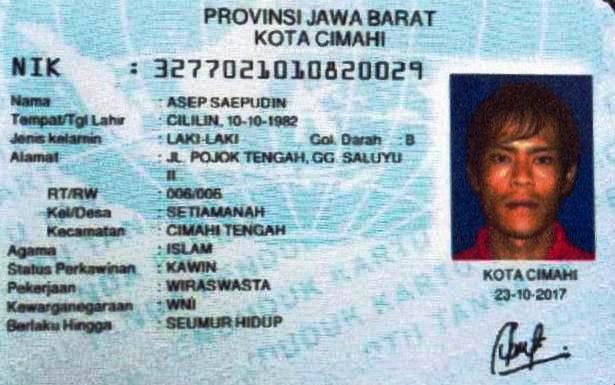 PROVINSI JAWA BARAT
KOTA CIMAHI
NIK : 3277021010820029
Nama : ASEP SAEPUDIN
Tempat/Tgl Lahir : CILILIN, 10-10-1982
Jenis kelamin : LAKI-LAKI Gol. Darah : B
Alamat : JL. POJOK TENGAH, GG. SALUYU
II
RT/RW : 006/006
Kel/Desa : SETIAMANAH
Kecamatan : CIMAHI TENGAH
Agama : ISLAM
Status Perkawinan : KAWIN
Pekerjaan : WIRASWASTA
Kewarganegaraan : WNI
Berlaku Hingga : SEUMUR HIDUP
KOTA CIMAHI
23-10-2017